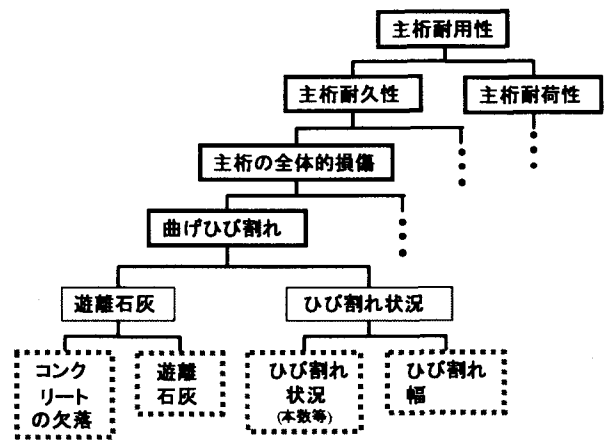 主桁耐用性
主桁耐久性
主桁耐荷性
主桁の全体的損傷
曲げひび割れ
遊離石灰
ひび割れ状況
コンク
リート
の欠落
遊離
石灰
ひび割れ
状況
(本数等)
ひび割れ
幅